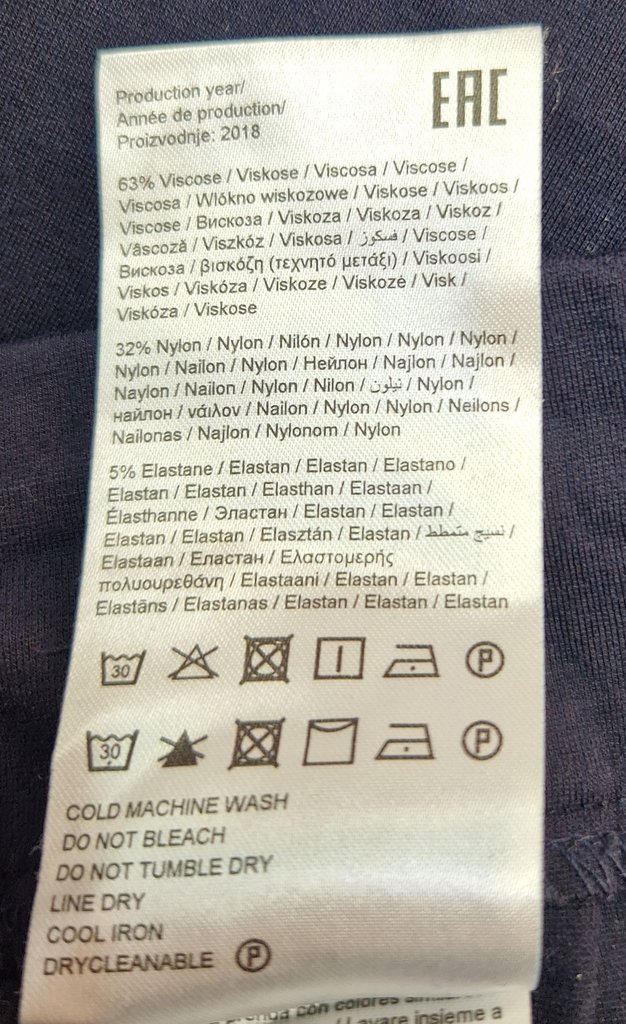 Production year/
Année de production/
Proizvodnje: 2018
EAC
63% Viscose / Viskose / Viscosa / Viscose /
Viscosa / Wlókno wiskozowe / Viskose / Viskoos /
Viscose / Вискоза / Viskoza / Viskoza / Viskoz /
Vâscoză / Viszkóz / Viskosa / فسكوز / Viscose /
Вискоза / βισκόζη (τεχνητό μετάξι) / Viskoosi /
Viskos / Viskóza / Viskoze / Viskozė / Visk /
Viskóza / Viskose
32% Nylon / Nylon / Nilón / Nylon / Nylon / Nylon /
Nylon / Nailon / Nylon / Нейлон / Najlon / Najlon /
Naylon / Nailon / Nylon / Nilon / نيلون / Nylon /
найлон / νάιλον / Nailon / Nylon / Nylon / Neilons /
Nailonas / Najlon / Nylonom / Nylon
5% Elastane / Elastan / Elastan / Elastano /
Elastan / Elastan / Elasthan / Elastaan /
Élasthanne / Эластан / Elastan / Elastan /
Elastan / Elastan / Elasztán / Elastan / نسيج متمطط /
Elastaan / Еластан / Ελαστομερής
πολυουρεθάνη / Elastaani / Elastan / Elastan /
Elastāns / Elastanas / Elastan / Elastan / Elastan
30 P
30 P
COLD MACHINE WASH
DO NOT BLEACH
DO NOT TUMBLE DRY
LINE DRY
COOL IRON
DRYCLEANABLE P
con colores
/ Lavare insieme a